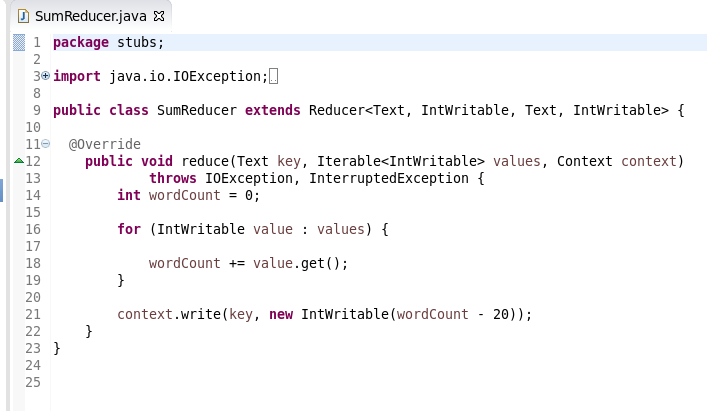 SumReducer.java
1 package stubs;
2
3 import java.io.IOException;
8
9 public class SumReducer extends Reducer<Text, IntWritable, Text, IntWritable> {
10
11 @Override
12 public void reduce(Text key, Iterable<IntWritable> values, Context context)
13 throws IOException, InterruptedException {
14 int wordCount = 0;
15
16 for (IntWritable value : values) {
17
18 wordCount += value.get();
19 }
20
21 context.write(key, new IntWritable(wordCount - 20));
22 }
23 }
24
25